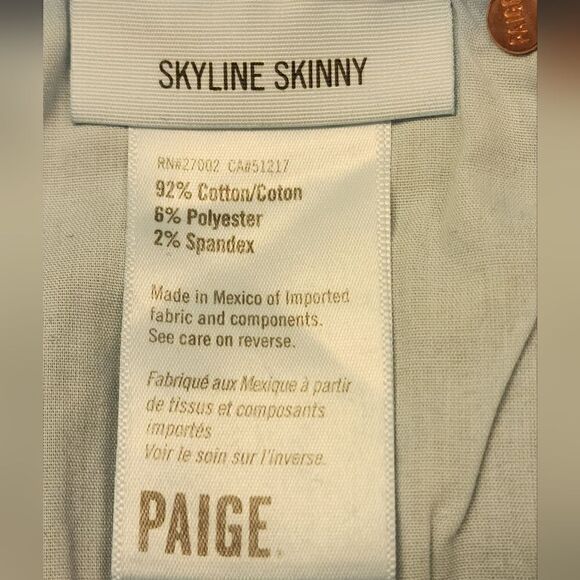 PAIGE
SKYLINE SKINNY
RN#27002 CA#51217
92% Cotton/Coton
6% Polyester
2% Spandex
Made in Mexico of Imported
fabric and components.
See care on reverse.
Fabriqué aux Mexique à partir
de tissus et composants
importés
Voir le soin sur l'inverse.
PAIGE